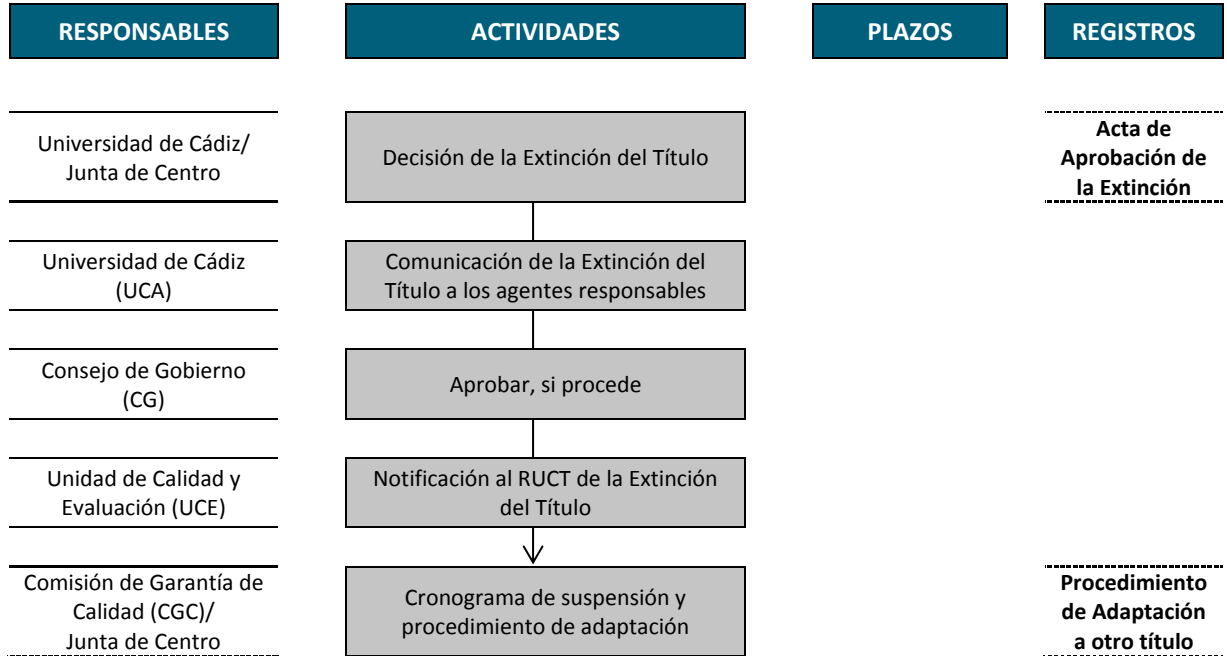 RESPONSABLES
ACTIVIDADES
PLAZOS
REGISTROS
Universidad de Cádiz/
Junta de Centro
Decisión de la Extinción del Título
Acta de
Aprobación de
la Extinción
Universidad de Cádiz
(UCA)
Comunicación de la Extinción del
Título a los agentes responsables
Consejo de Gobierno
(CG)
Aprobar, si procede
Unidad de Calidad y
Evaluación (UCE)
Notificación al RUCT de la Extinción
del Título
Comisión de Garantía de
Calidad (CGC)/
Junta de Centro
Cronograma de suspensión y
procedimiento de adaptación
Procedimiento
de Adaptación
a otro título